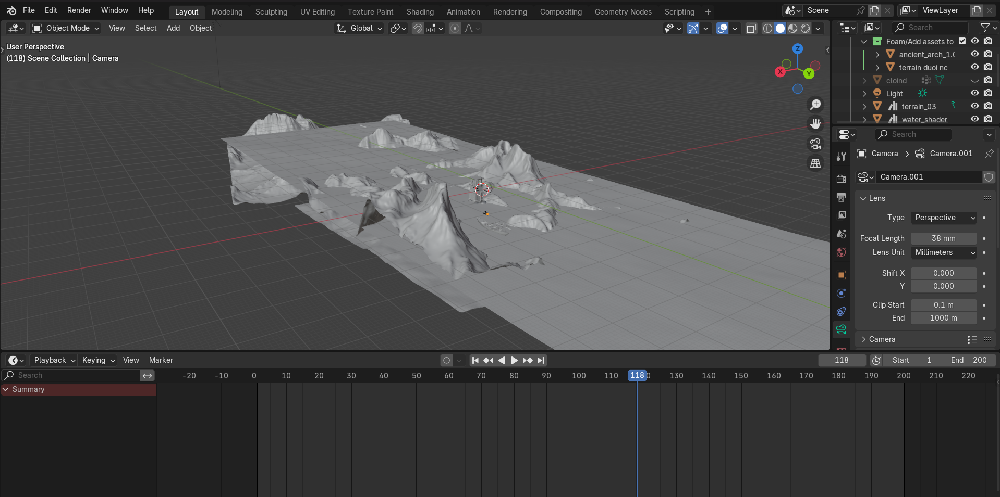 File Edit Render Window Help Layout Modeling Sculpting UV Editing Texture Paint Shading Animation Rendering Compositing Geometry Nodes Scripting + Scene ViewLayer
Object Mode View Select Add Object Global Search
User Perspective
(118) Scene Collection | Camera
Z
X
Y
Foam/Add assets to
ancient_arch_1.0
terrain duoi nc
cloind
Light
terrain_03
water_shader
Search
Camera > Camera.001
Camera.001
Lens
Type Perspective
Focal Length 38 mm
Lens Unit Millimeters
Shift X 0.000
Y 0.000
Clip Start 0.1 m
End 1000 m
Camera
Playback Keying View Marker 118 Start 1 End 200
Search -20 -10 0 10 20 30 40 50 60 70 80 90 100 110 118 130 140 150 160 170 180 190 200 210 220
Summary